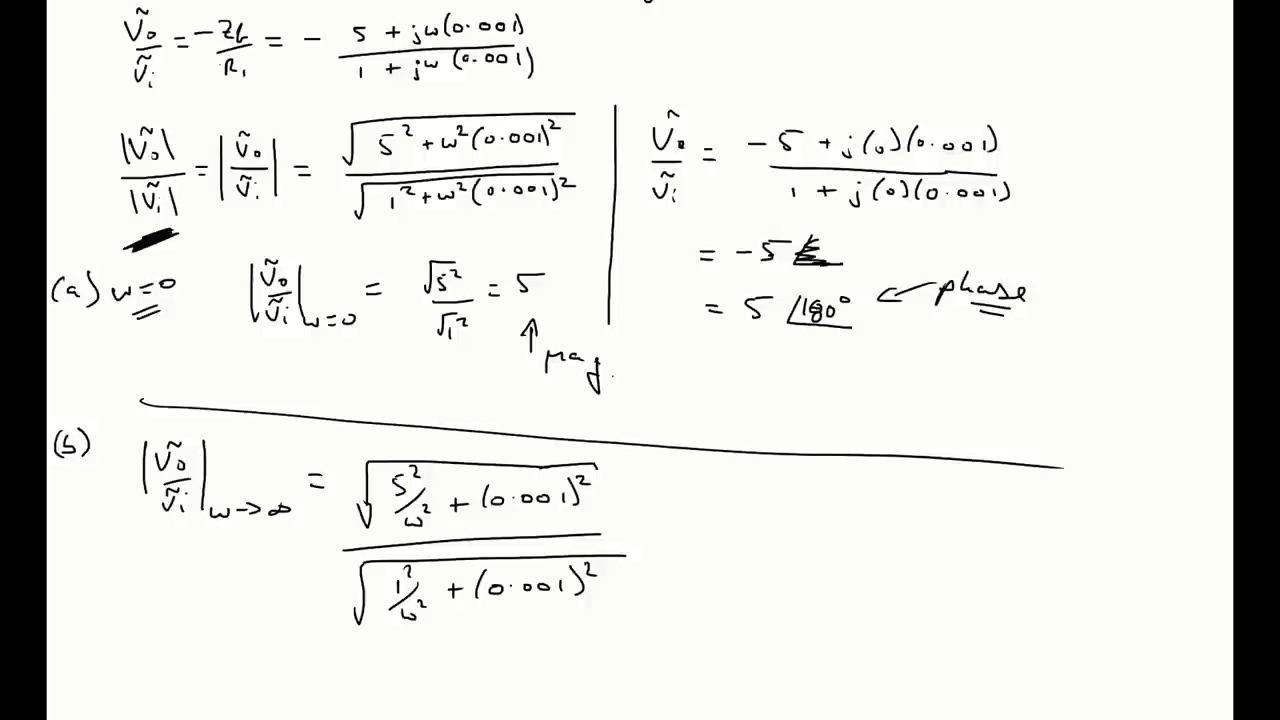 Ṽo/Ṽi = -Zf/R1 = - (5 + jω(0.001))/(1 + jω(0.001))
|Ṽo|/|Ṽi| = |Ṽo/Ṽi| = √(5² + ω²(0.001)²)/√(1² + ω²(0.001)²)
(a) ω=0 |Ṽo/Ṽi|ω=0 = √5²/√1² = 5
↑ mag.
Ṽo/Ṽi = (-5 + j(0)(0.001))/(1 + j(0)(0.001))
= -5
= 5 ∠180° ← phase
(b) |Ṽo/Ṽi|ω→∞ = √(5²/ω² + (0.001)²)/√(1²/ω² + (0.001)²)